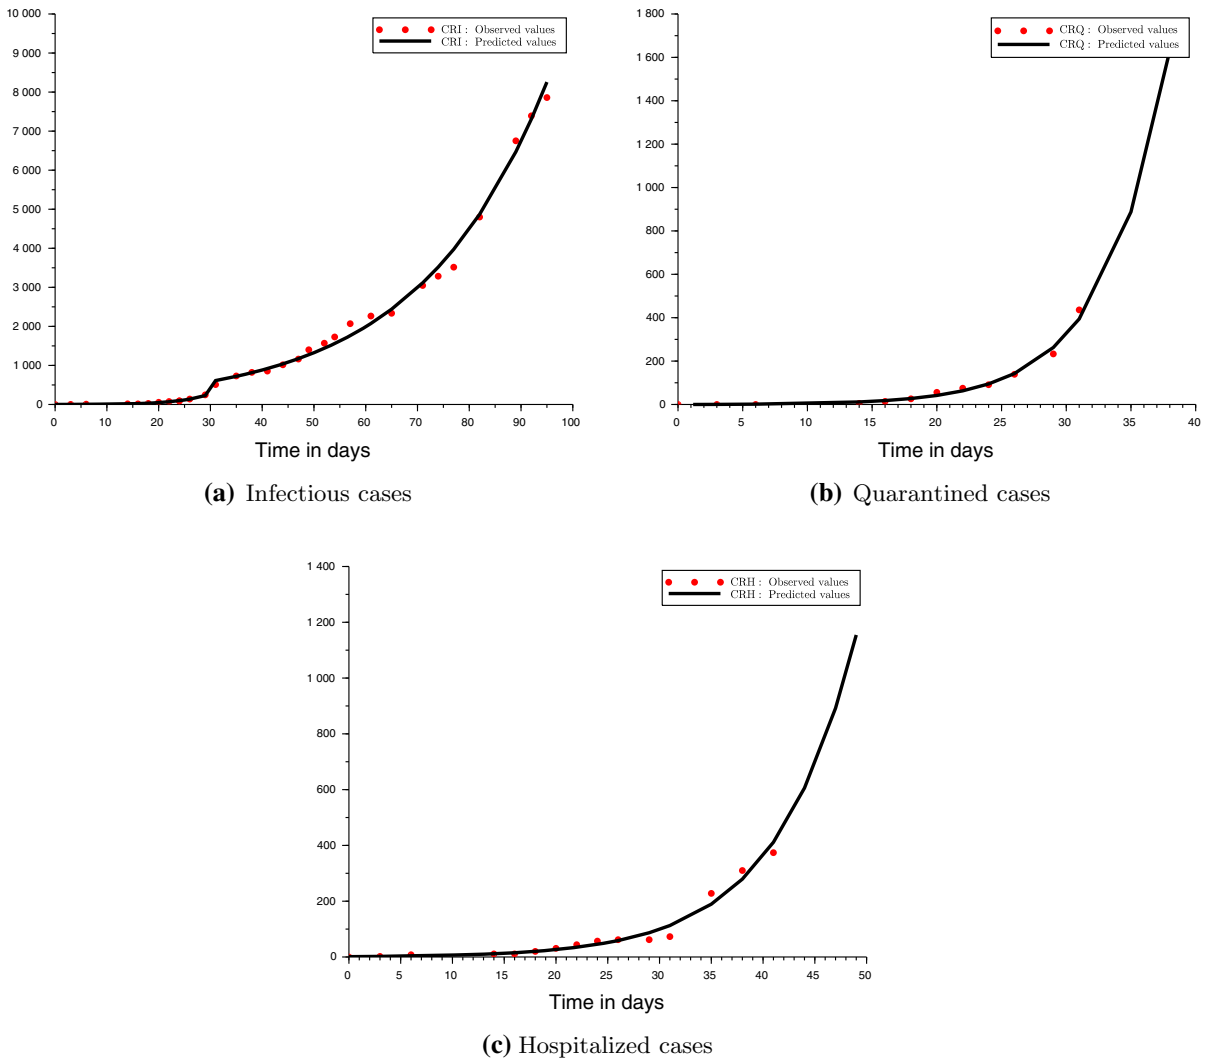 10 000
9 000
8 000
7 000
6 000
5 000
4 000
3 000
2 000
1 000
0
0 10 20 30 40 50 60 70 80 90 100
CRI : Observed values
CRI : Predicted values
Time in days
(a) Infectious cases
1 800
1 600
1 400
1 200
1 000
800
600
400
200
0
0 5 10 15 20 25 30 35 40
CRQ : Observed values
CRQ : Predicted values
Time in days
(b) Quarantined cases
1 400
1 200
1 000
800
600
400
200
0
0 5 10 15 20 25 30 35 40 45 50
CRH : Observed values
CRH : Predicted values
Time in days
(c) Hospitalized cases